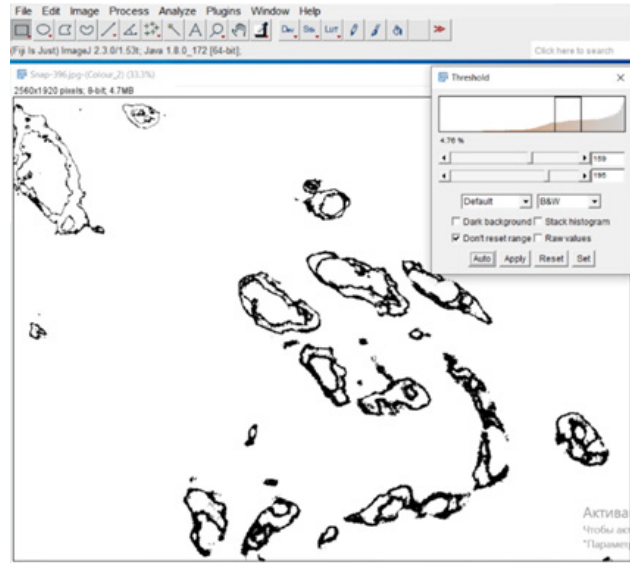 File Edit Image Process Analyze Plugins Window Help
Dev Stk LUT
(Fiji Is Just) ImageJ 2.3.0/1.53t; Java 1.8.0_172 [64-bit];
Click here to search
Snap-396.jpg-(Colour_2) (33.3%)
2560x1920 pixels; 8-bit; 4.7MB
Threshold
4.76 %
159
195
Default B&W
Dark background Stack histogram
Don't reset range Raw values
Auto Apply Reset Set
Актива
Чтобы акт
"Парамет